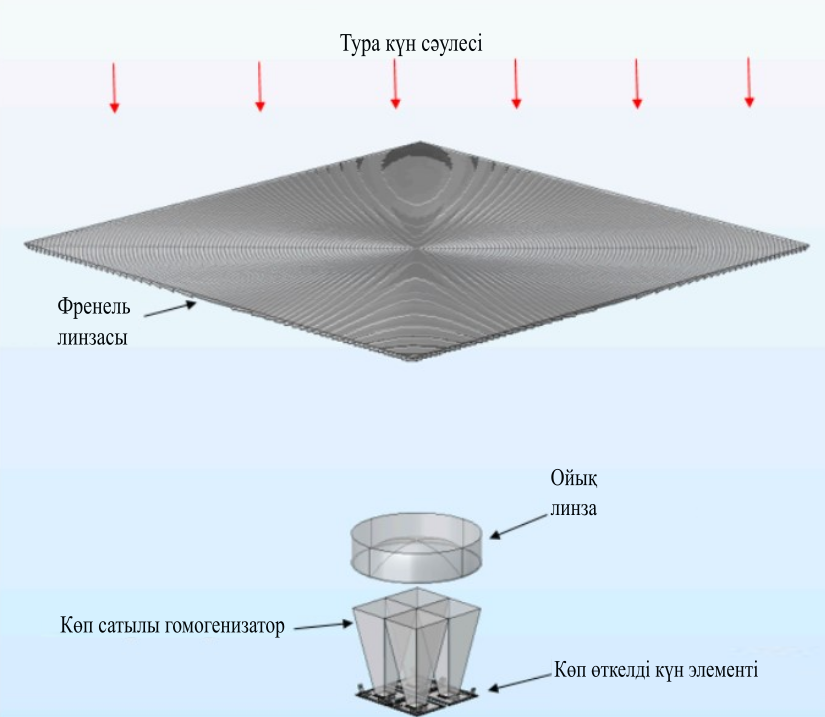 Тура күн сәулесі
Френель
линзасы
Ойық
линза
Көп сатылы гомогенизатор
Көп өткелді күн элементі